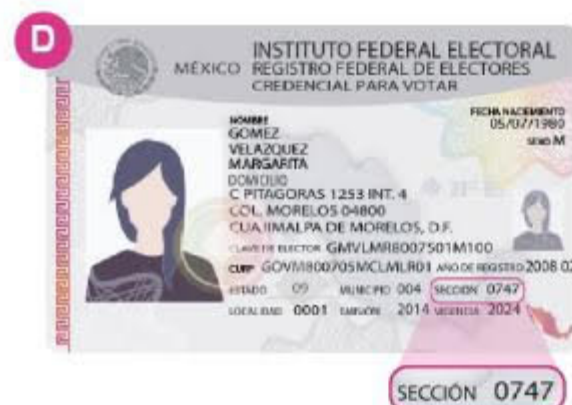 D
INSTITUTO FEDERAL ELECTORAL
MÉXICO REGISTRO FEDERAL DE ELECTORES
CREDENCIAL PARA VOTAR
NOMBRE
GOMEZ
VELAZQUEZ
MARGARITA
FECHA NACIMIENTO
05/07/1980
SEXO M
DOMICILIO
C PITAGORAS 1253 INT. 4
COL. MORELOS 04800
CUAJIMALPA DE MORELOS, D.F.
CLAVE DE ELECTOR GMVLMR8007501M100
CURP GOVM800705MCLMLR01 AÑO DE REGISTRO 2008 02
ESTADO 09 MUNICIPIO 004 SECCIÓN 0747
LOCALIDAD 0001 EMISIÓN 2014 VIGENCIA 2024
SECCIÓN 0747